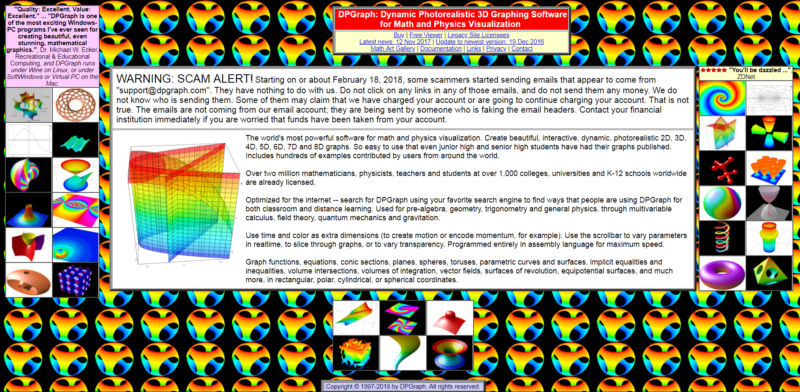 "Quality: Excellent. Value:
Excellent." ... "DPGraph is one
of the most exciting Windows-
PC programs I've ever seen for
creating beautiful, even
stunning, mathematical
graphics.", Dr. Michael W. Ecker,
Recreational & Educational
Computing, and DPGraph runs
under Wine on Linux, or under
SoftWindows or Virtual PC on the
Mac.
DPGraph: Dynamic Photorealistic 3D Graphing Software
for Math and Physics Visualization
Buy | Free Viewer | Legacy Site Licensees
Latest news: 12 Nov 2017 | Update to newest version: 19 Dec 2016
Math Art Gallery | Documentation | Links | Privacy | Contact
★★★★★ "You'll be dazzled ..."
ZDNet
WARNING: SCAM ALERT! Starting on or about February 18, 2018, some scammers started sending emails that appear to come from
"support@dpgraph.com". They have nothing to do with us. Do not click on any links in any of those emails, and do not send them any money. We do
not know who is sending them. Some of them may claim that we have charged your account or are going to continue charging your account. That is not
true. The emails are not coming from our email account; they are being sent by someone who is faking the email headers. Contact your financial
institution immediately if you are worried that funds have been taken from your account.
The world's most powerful software for math and physics visualization. Create beautiful, interactive, dynamic, photorealistic 2D, 3D,
4D, 5D, 6D, 7D and 8D graphs. So easy to use that even junior high and senior high students have had their graphs published.
Includes hundreds of examples contributed by users from around the world.
Over two million mathematicians, physicists, teachers and students at over 1,000 colleges, universities and K-12 schools worldwide
are already licensed.
Optimized for the internet -- search for DPGraph using your favorite search engine to find ways that people are using DPGraph for
both classroom and distance learning. Used for pre-algebra, geometry, trigonometry and general physics, through multivariable
calculus, field theory, quantum mechanics and gravitation.
Use time and color as extra dimensions (to create motion or encode momentum, for example). Use the scrollbar to vary parameters
in realtime, to slice through graphs, or to vary transparency. Programmed entirely in assembly language for maximum speed.
Graph functions, equations, conic sections, planes, spheres, toruses, parametric curves and surfaces, implicit equalities and
inequalities, volume intersections, volumes of integration, vector fields, surfaces of revolution, equipotential surfaces, and much
more, in rectangular, polar, cylindrical, or spherical coordinates.
Copyright © 1997-2018 by DPGraph. All rights reserved.